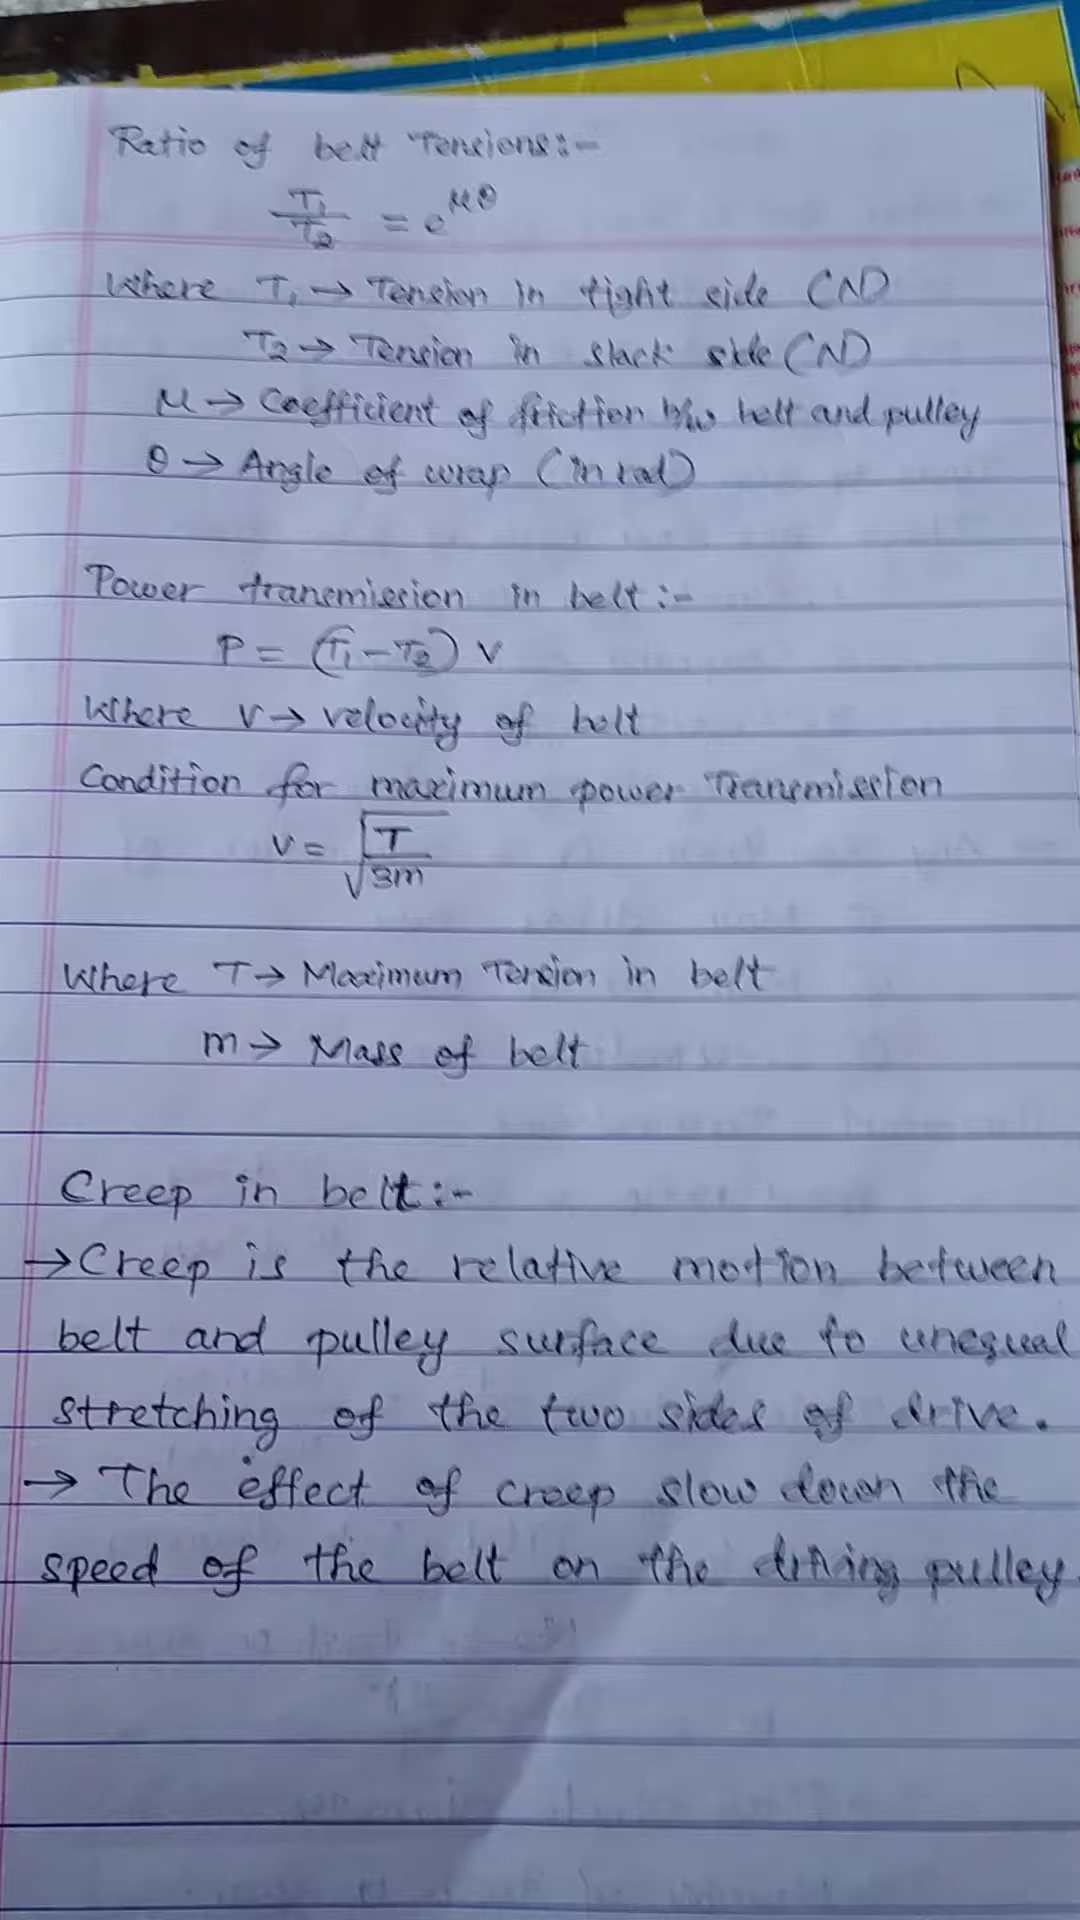 Ratio of belt Tensions:-
T₁/T₂ = e^μθ
Where T₁ → Tension in tight side (N)
T₂ → Tension in slack side (N)
μ → Coefficient of friction b/w belt and pulley
θ → Angle of wrap (in rad)
Power transmission in belt :-
P = (T₁ - T₂) V
Where V → velocity of belt
Condition for maximum power Transmission
V = √(T/3m)
Where T → Maximum Tension in belt
m → Mass of belt
Creep in belt:-
→ Creep is the relative motion between
belt and pulley surface due to unequal
stretching of the two sides of drive.
→ The effect of creep slow down the
speed of the belt on the driving pulley.